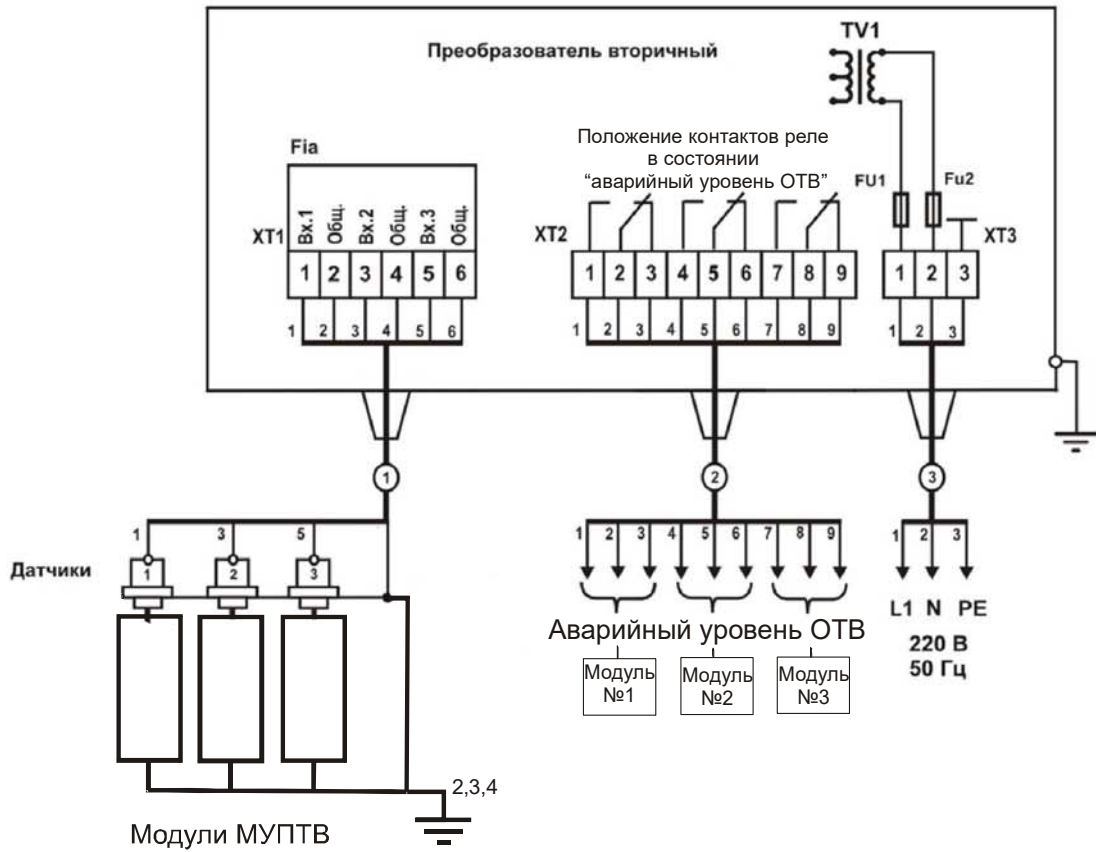 Преобразователь вторичный
TV1
Положение контактов реле
в состоянии
“аварийный уровень ОТВ”
Fia
Вх.1 Общ. Вх.2 Общ. Вх.3 Общ.
FU1 Fu2
XT1
1 2 3 4 5 6
1 2 3 4 5 6
XT2
1 2 3 4 5 6 7 8 9
1 2 3 4 5 6 7 8 9
XT3
1 2 3
1 2 3
1
2
3
1 3 5
Датчики
1 2 3
1 2 3 4 5 6 7 8 9
Аварийный уровень ОТВ
Модуль
№1
Модуль
№2
Модуль
№3
1 2 3
L1 N PE
220 В
50 Гц
2,3,4
Модули МУПТВ